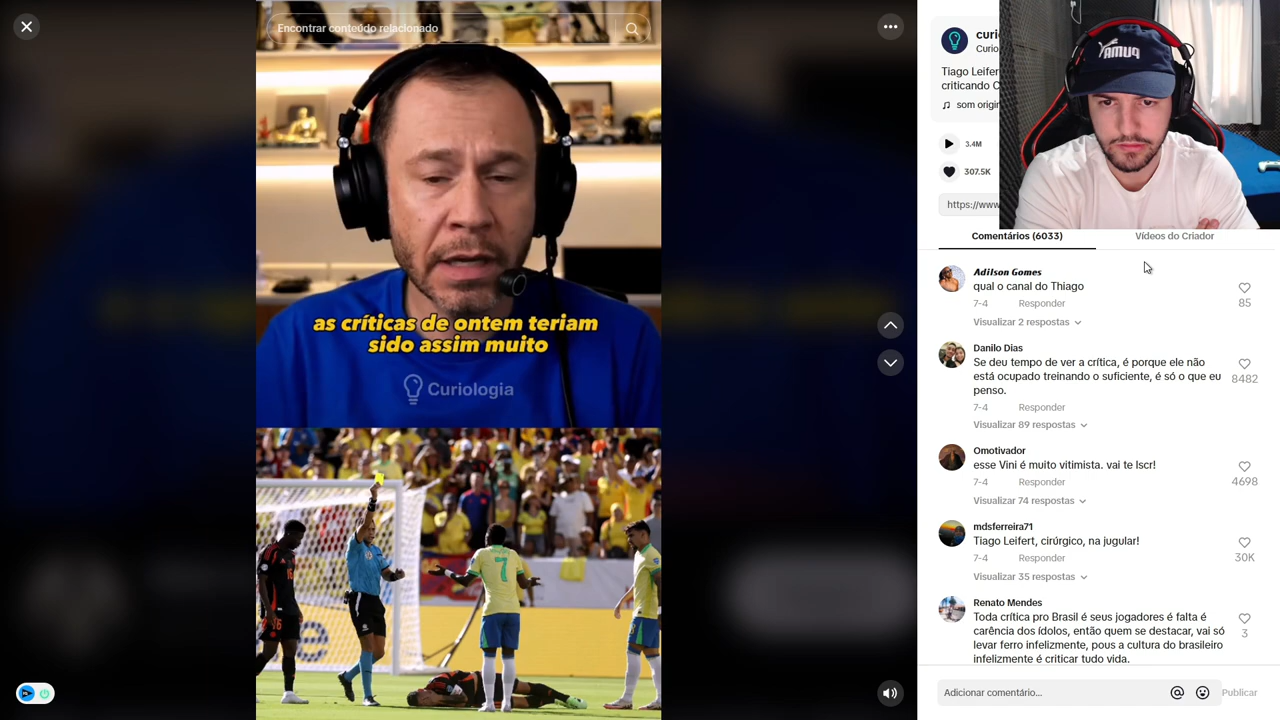 Encontrar conteúdo relacionado
as críticas de ontem teriam
sido assim muito
Curiologia
7
Tiago Leifer
criticando C
som origin
3.4M
307.5K
https://www
PUMA
Comentários (6033)
Vídeos do Criador
Adilson Gomes
qual o canal do Thiago
7-4 Responder
85
Visualizar 2 respostas
Danilo Dias
Se deu tempo de ver a crítica, é porque ele não
está ocupado treinando o suficiente, é só o que eu
penso.
8482
7-4 Responder
Visualizar 89 respostas
Omotivador
esse Vini é muito vitimista. vai te lscr!
4698
7-4 Responder
Visualizar 74 respostas
mdsferreira71
Tiago Leifert, cirúrgico, na jugular!
30K
7-4 Responder
Visualizar 35 respostas
Renato Mendes
Toda crítica pro Brasil é seus jogadores é falta é
carência dos ídolos, então quem se destacar, vai só
levar ferro infelizmente, pous a cultura do brasileiro
infelizmente é criticar tudo vida.
3
Adicionar comentário...
Publicar